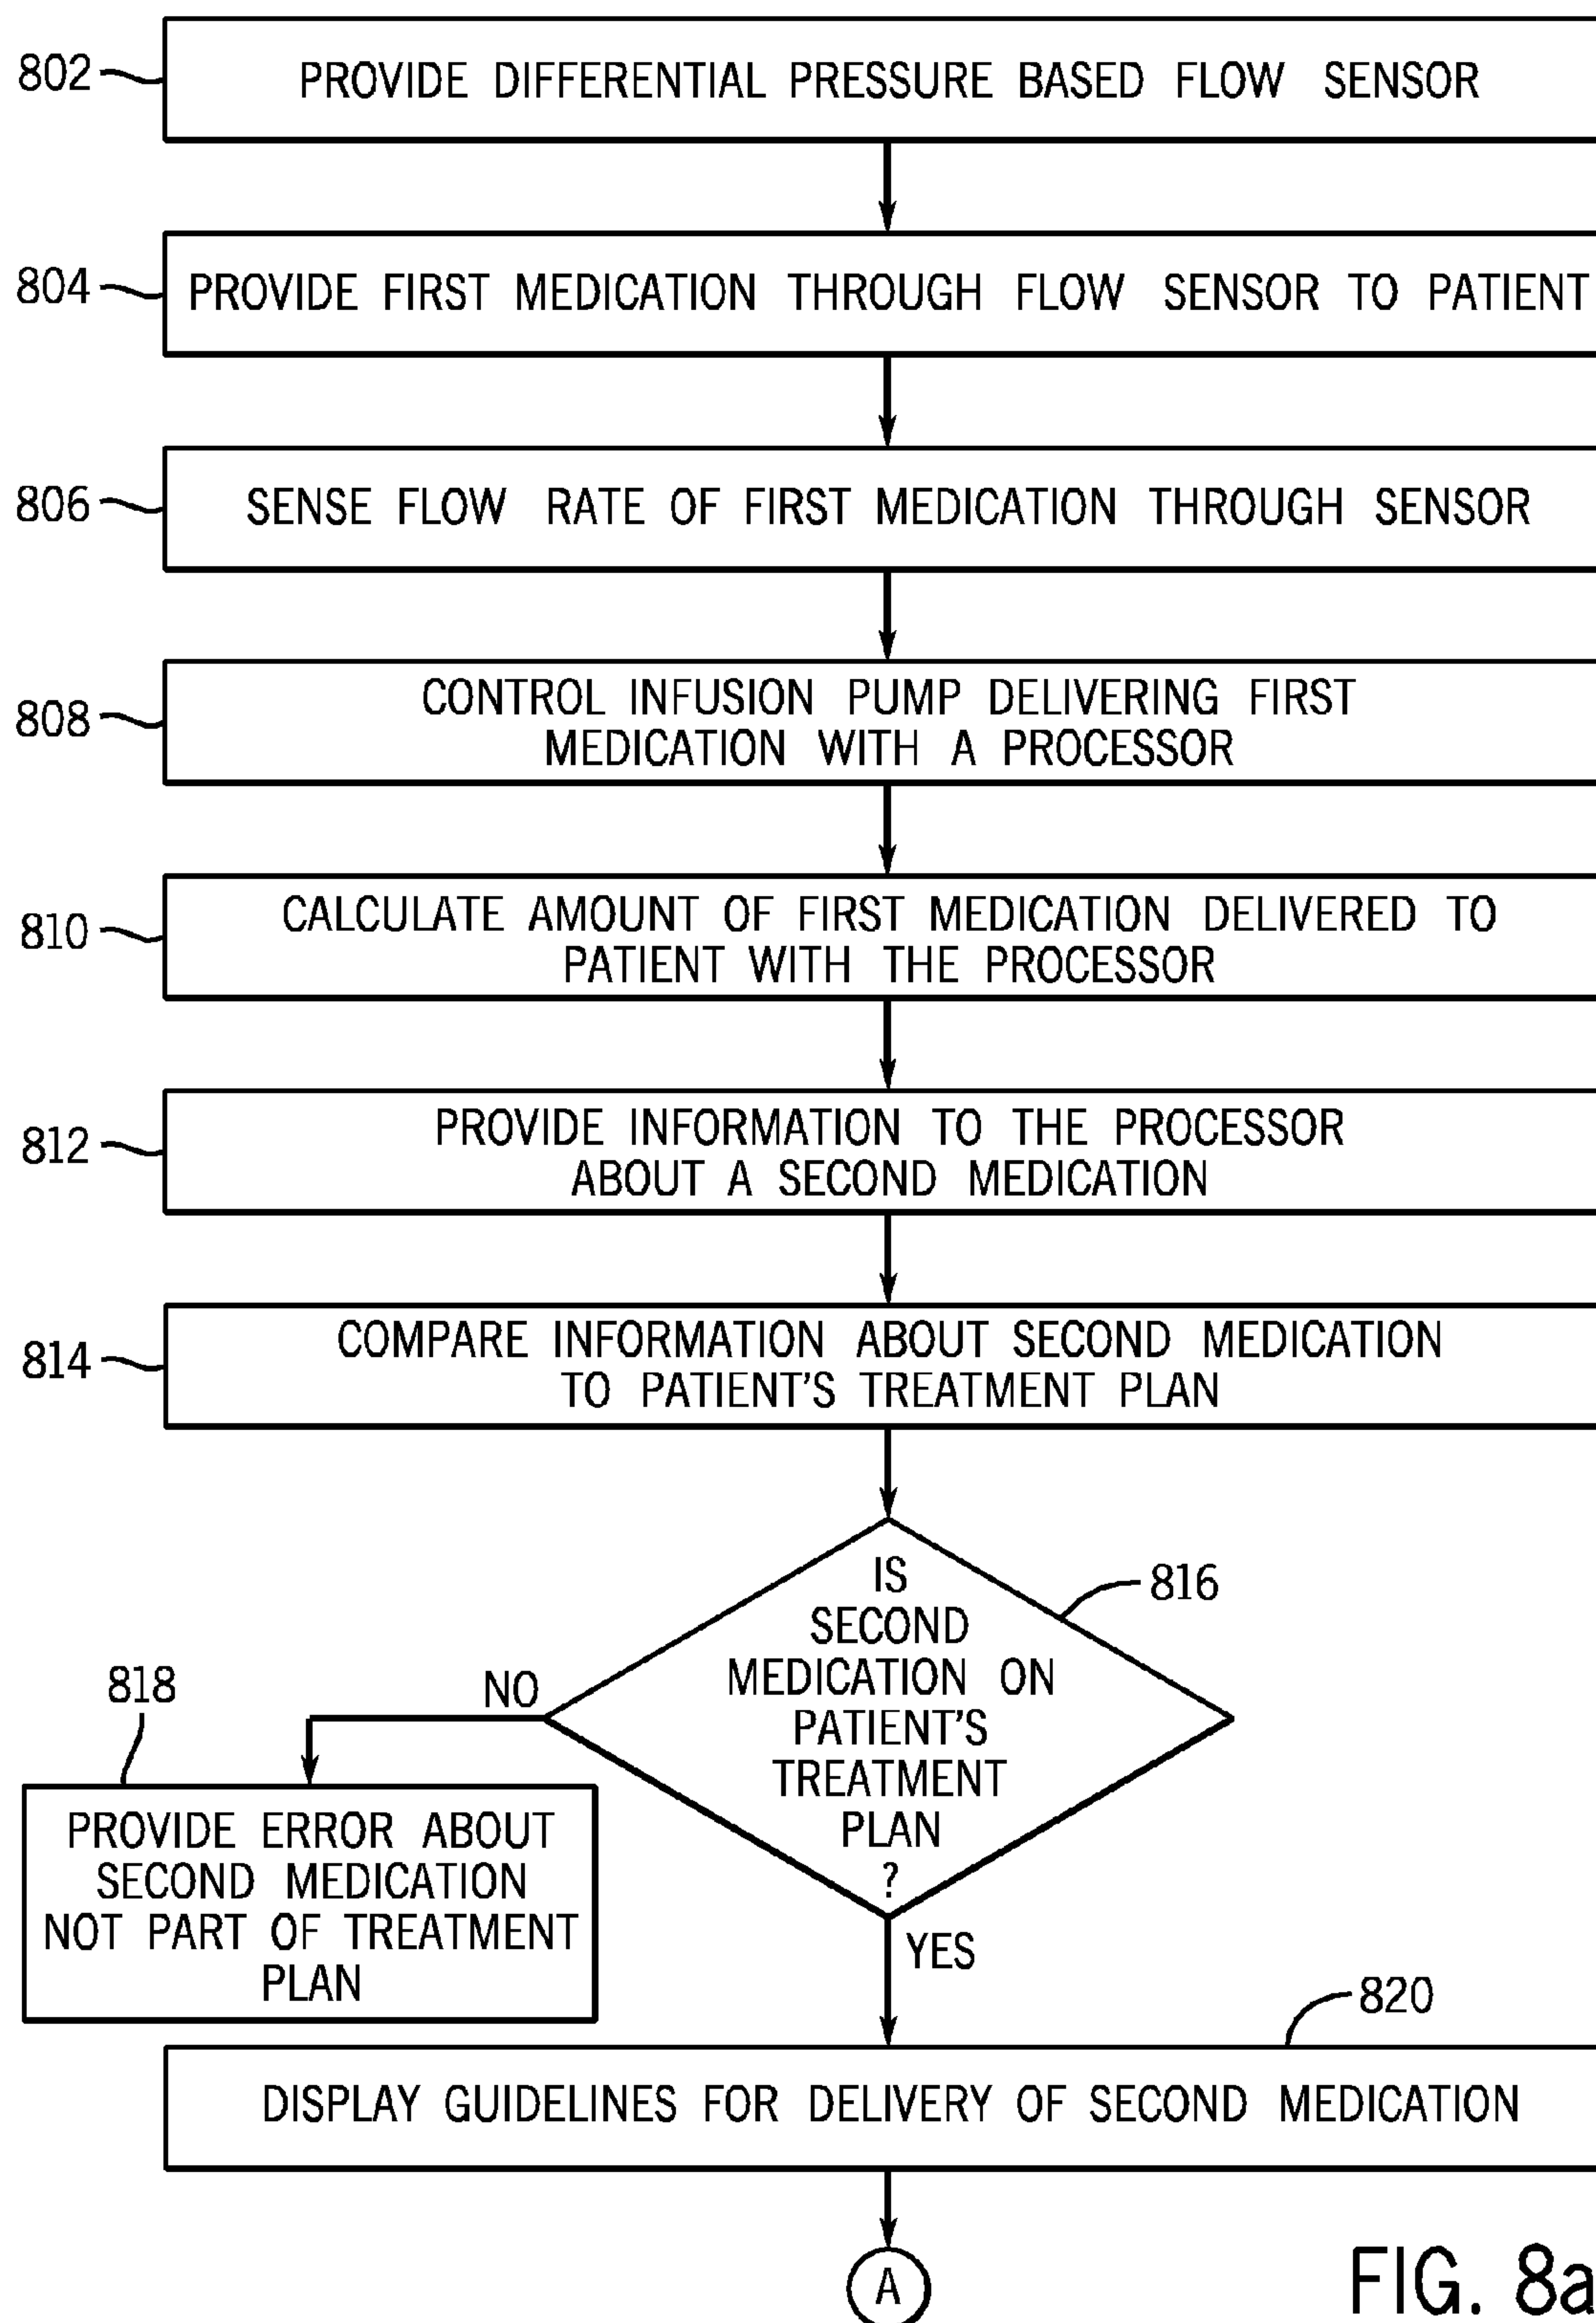 802
PROVIDE DIFFERENTIAL PRESSURE BASED FLOW SENSOR
804
PROVIDE FIRST MEDICATION THROUGH FLOW SENSOR TO PATIENT
806
SENSE FLOW RATE OF FIRST MEDICATION THROUGH SENSOR
808
CONTROL INFUSION PUMP DELIVERING FIRST
MEDICATION WITH A PROCESSOR
810
CALCULATE AMOUNT OF FIRST MEDICATION DELIVERED TO
PATIENT WITH THE PROCESSOR
812
PROVIDE INFORMATION TO THE PROCESSOR
ABOUT A SECOND MEDICATION
814
COMPARE INFORMATION ABOUT SECOND MEDICATION
TO PATIENT'S TREATMENT PLAN
816
IS
SECOND
MEDICATION ON
PATIENT'S
TREATMENT
PLAN
?
NO
818
PROVIDE ERROR ABOUT
SECOND MEDICATION
NOT PART OF TREATMENT
PLAN
YES
820
DISPLAY GUIDELINES FOR DELIVERY OF SECOND MEDICATION
A
FIG. 8a